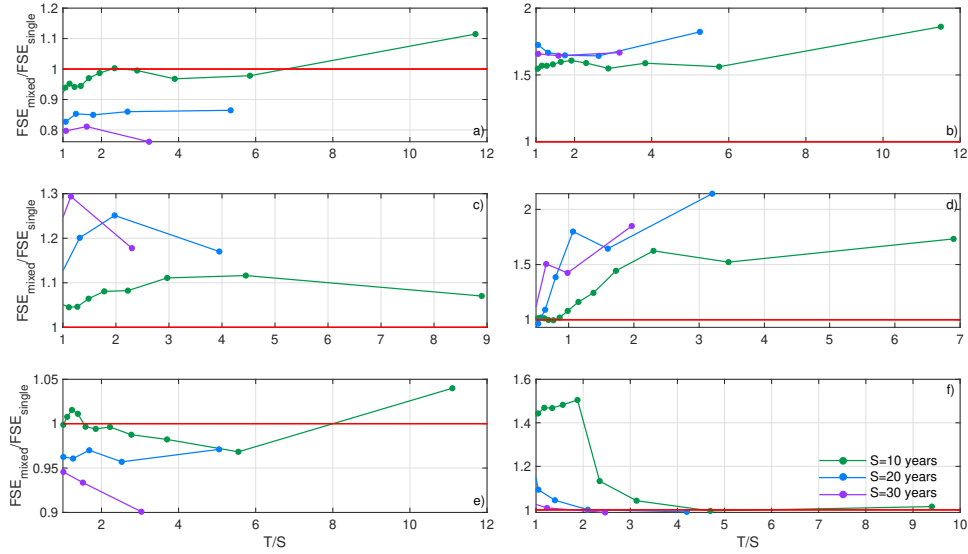 1.2
1.1
1
0.9
0.8
FSE_mixed/FSE_single
a)
1 2 4 6 8 10 12
2
1.5
1
b)
1 2 4 6 8 10 12
1.3
1.2
1.1
1
FSE_mixed/FSE_single
c)
1 2 3 4 5 6 7 8 9
2
1.5
1
d)
1 2 3 4 5 6 7
1.05
1
0.95
0.9
FSE_mixed/FSE_single
e)
1 2 4 6 8 10 12
T/S
1.6
1.4
1.2
1
f)
S=10 years
S=20 years
S=30 years
1 2 3 4 5 6 7 8 9 10
T/S